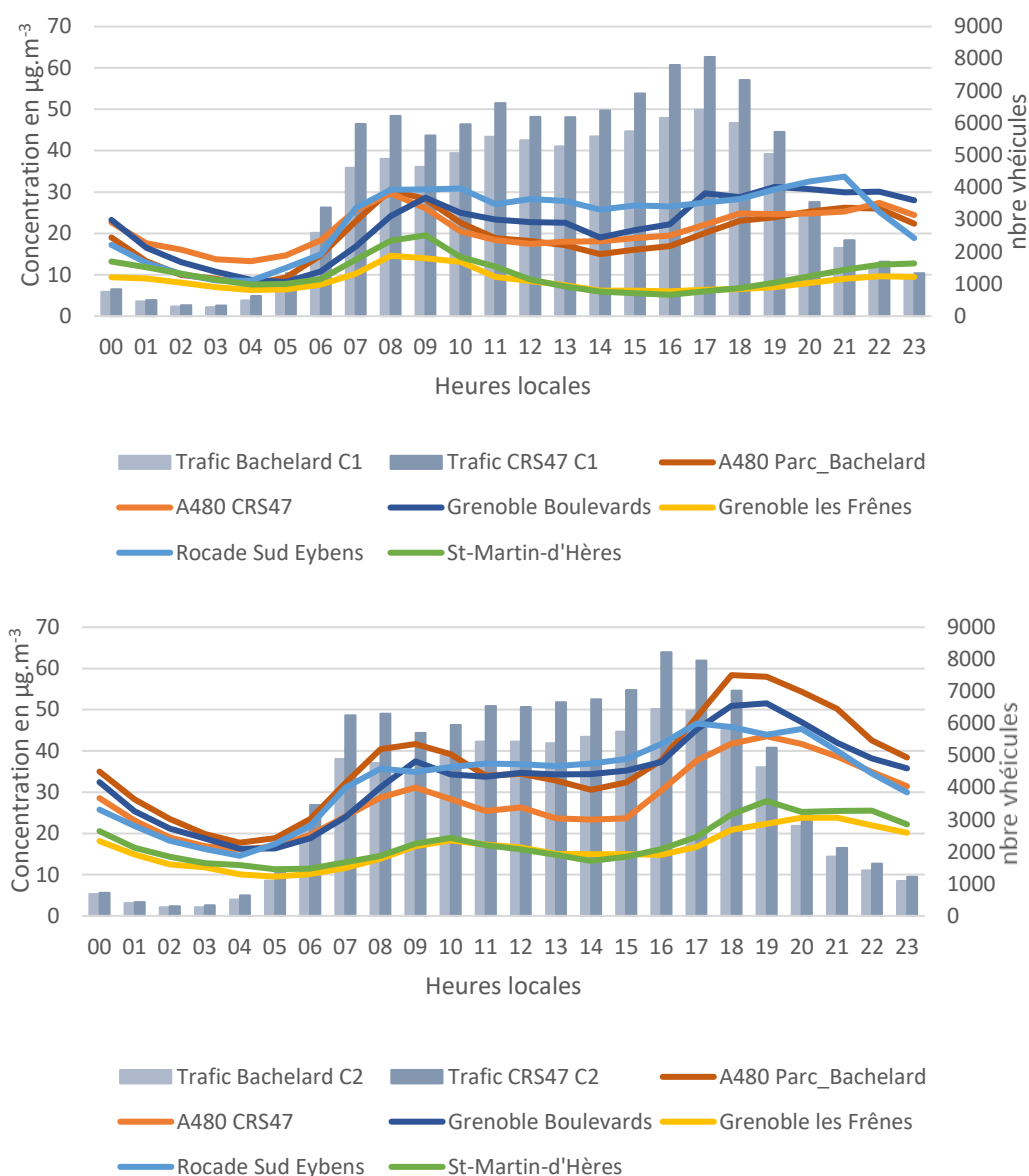 Concentration en µg.m⁻³
nbre vhéicules
70
60
50
40
30
20
10
0
9000
8000
7000
6000
5000
4000
3000
2000
1000
0
00 01 02 03 04 05 06 07 08 09 10 11 12 13 14 15 16 17 18 19 20 21 22 23
Heures locales
Trafic Bachelard C1 Trafic CRS47 C1 A480 Parc_Bachelard
A480 CRS47 Grenoble Boulevards Grenoble les Frênes
Rocade Sud Eybens St-Martin-d'Hères
Concentration en µg.m⁻³
nbre vhéicules
70
60
50
40
30
20
10
0
9000
8000
7000
6000
5000
4000
3000
2000
1000
0
00 01 02 03 04 05 06 07 08 09 10 11 12 13 14 15 16 17 18 19 20 21 22 23
Heures locales
Trafic Bachelard C2 Trafic CRS47 C2 A480 Parc_Bachelard
A480 CRS47 Grenoble Boulevards Grenoble les Frênes
Rocade Sud Eybens St-Martin-d'Hères